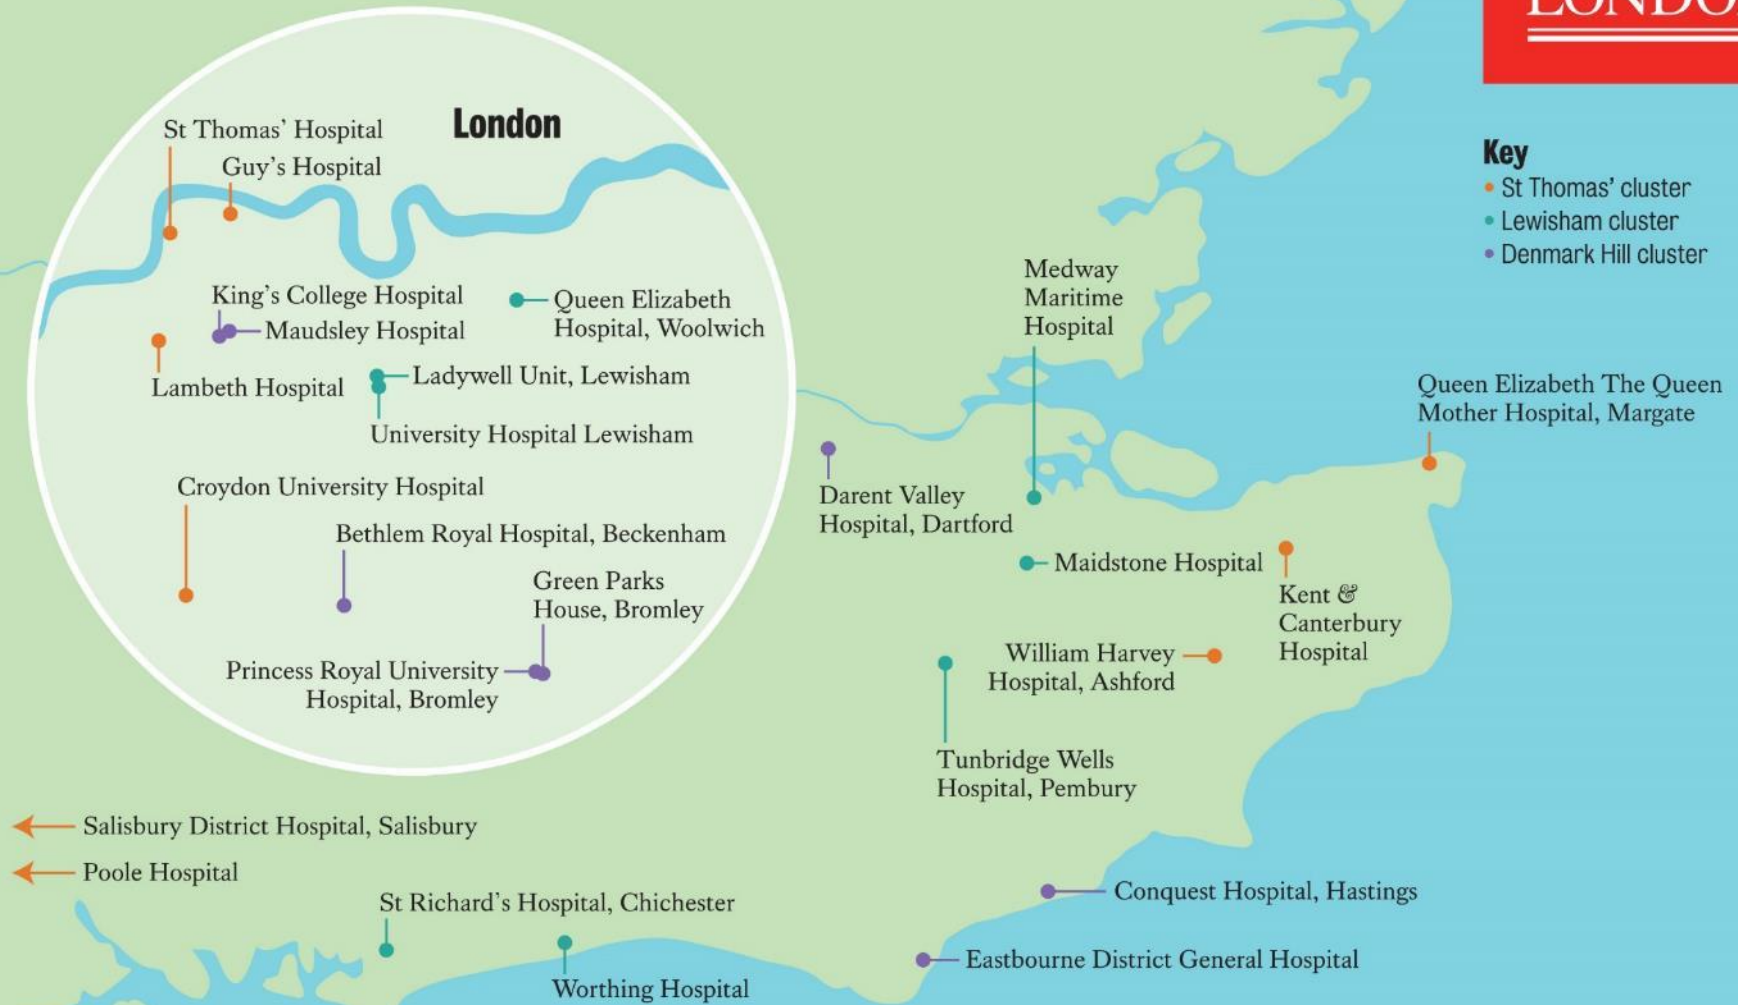 London
St Thomas' Hospital
Guy's Hospital
King's College Hospital
Maudsley Hospital
Queen Elizabeth
Hospital, Woolwich
Lambeth Hospital
Ladywell Unit, Lewisham
University Hospital Lewisham
Croydon University Hospital
Bethlem Royal Hospital, Beckenham
Green Parks
House, Bromley
Princess Royal University
Hospital, Bromley
Key
St Thomas' cluster
Lewisham cluster
Denmark Hill cluster
Medway
Maritime
Hospital
Queen Elizabeth The Queen
Mother Hospital, Margate
Darent Valley
Hospital, Dartford
Maidstone Hospital
Kent &
Canterbury
Hospital
William Harvey
Hospital, Ashford
Tunbridge Wells
Hospital, Pembury
Salisbury District Hospital, Salisbury
Poole Hospital
St Richard's Hospital, Chichester
Worthing Hospital
Conquest Hospital, Hastings
Eastbourne District General Hospital